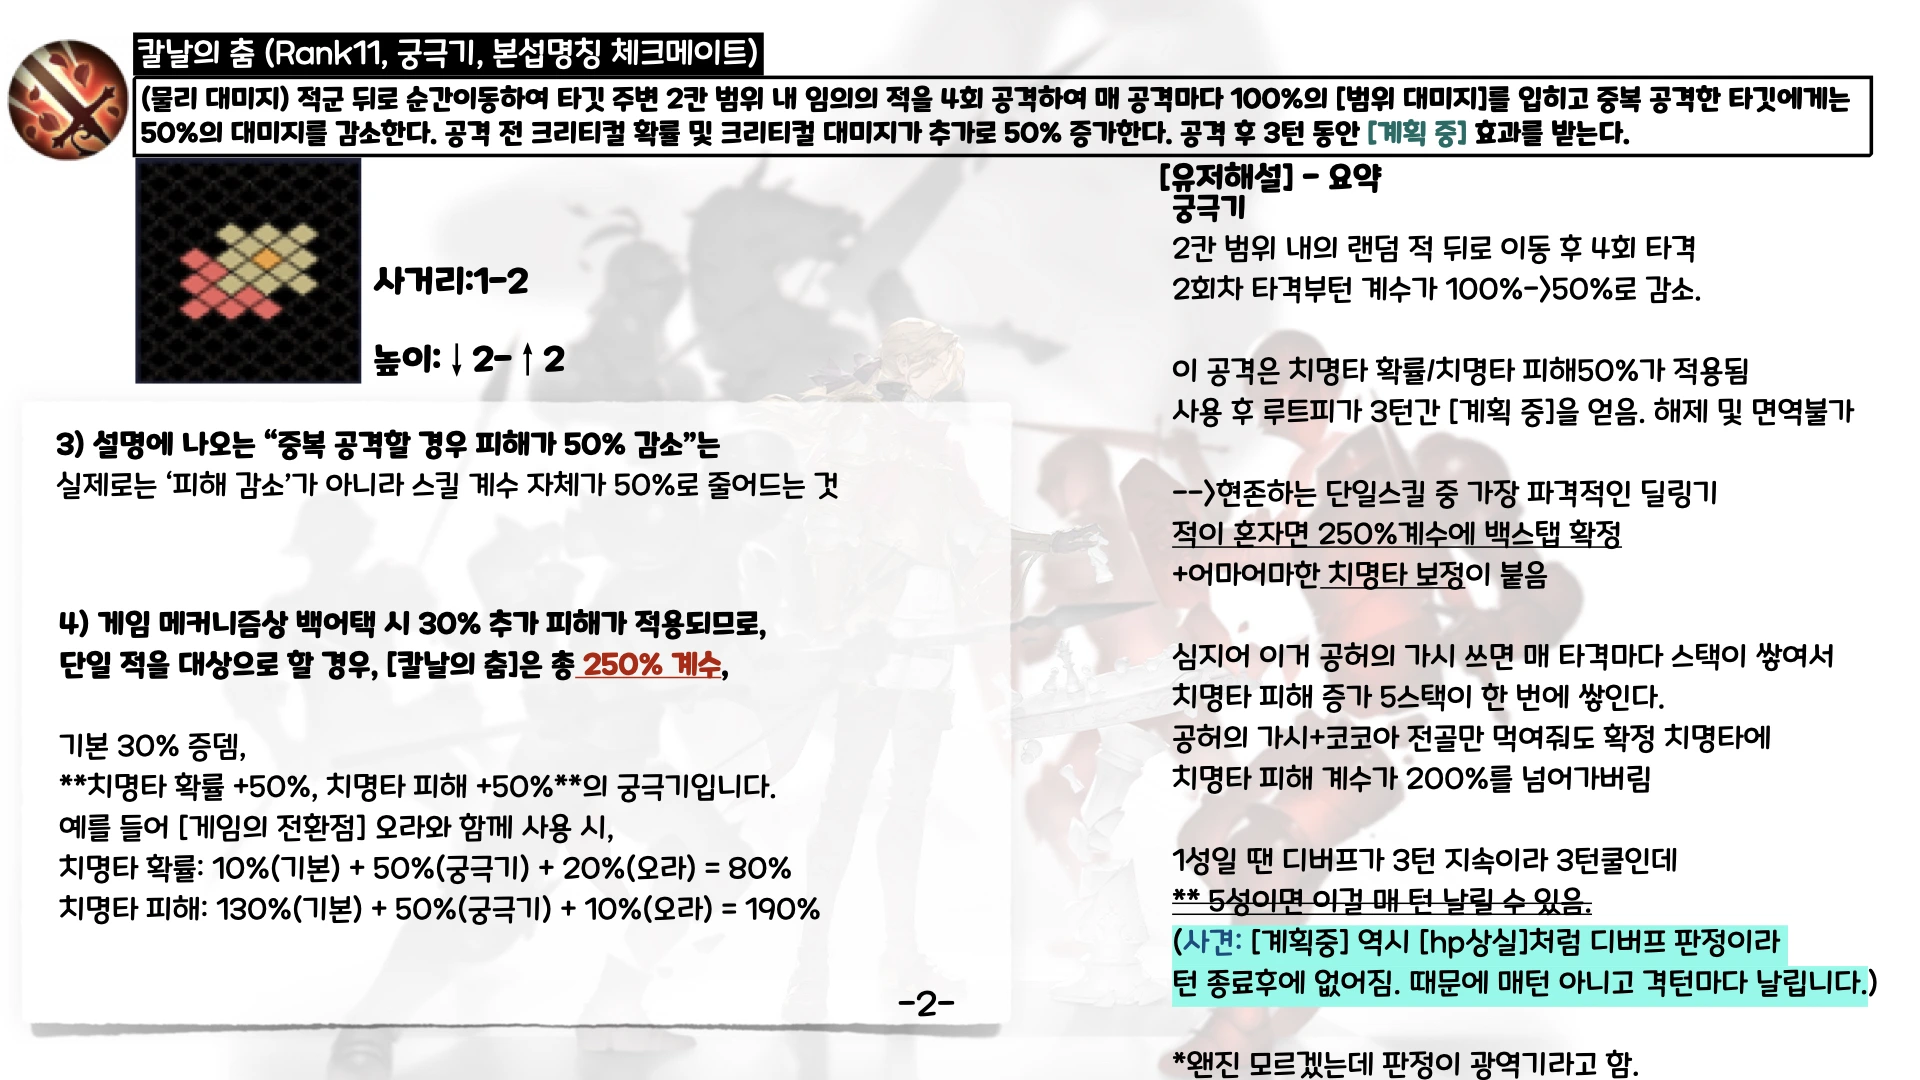 칼날의 춤 (Rank11, 궁극기, 본섭명칭 체크메이트)
(물리 대미지) 적군 뒤로 순간이동하여 타깃 주변 2칸 범위 내 임의의 적을 4회 공격하여 매 공격마다 100%의 [범위 대미지]를 입히고 중복 공격한 타깃에게는
50%의 대미지를 감소한다. 공격 전 크리티컬 확률 및 크리티컬 대미지가 추가로 50% 증가한다. 공격 후 3턴 동안 [계획 중] 효과를 받는다.
사거리:1-2
높이:↓2-↑2
3) 설명에 나오는 “중복 공격할 경우 피해가 50% 감소”는
실제로는 ‘피해 감소’가 아니라 스킬 계수 자체가 50%로 줄어드는 것
4) 게임 메커니즘상 백어택 시 30% 추가 피해가 적용되므로,
단일 적을 대상으로 할 경우, [칼날의 춤]은 총 250% 계수,
기본 30% 증뎀,
**치명타 확률 +50%, 치명타 피해 +50%**의 궁극기입니다.
예를 들어 [게임의 전환점] 오라와 함께 사용 시,
치명타 확률: 10%(기본) + 50%(궁극기) + 20%(오라) = 80%
치명타 피해: 130%(기본) + 50%(궁극기) + 10%(오라) = 190%
-2-
[유저해설] - 요약
궁극기
2칸 범위 내의 랜덤 적 뒤로 이동 후 4회 타격
2회차 타격부턴 계수가 100%->50%로 감소.
이 공격은 치명타 확률/치명타 피해50%가 적용됨
사용 후 루트피가 3턴간 [계획 중]을 얻음. 해제 및 면역불가
-->현존하는 단일스킬 중 가장 파격적인 딜링기
적이 혼자면 250%계수에 백스탭 확정
+어마어마한 치명타 보정이 붙음
심지어 이거 공허의 가시 쓰면 매 타격마다 스택이 쌓여서
치명타 피해 증가 5스택이 한 번에 쌓인다.
공허의 가시+코코아 전골만 먹여줘도 확정 치명타에
치명타 피해 계수가 200%를 넘어가버림
1성일 땐 디버프가 3턴 지속이라 3턴쿨인데
** 5성이면 이걸 매 턴 날릴 수 있음.
(사견: [계획중] 역시 [hp상실]처럼 디버프 판정이라
턴 종료후에 없어짐. 때문에 매턴 아니고 격턴마다 날립니다.)
*왠진 모르겠는데 판정이 광역기라고 함.